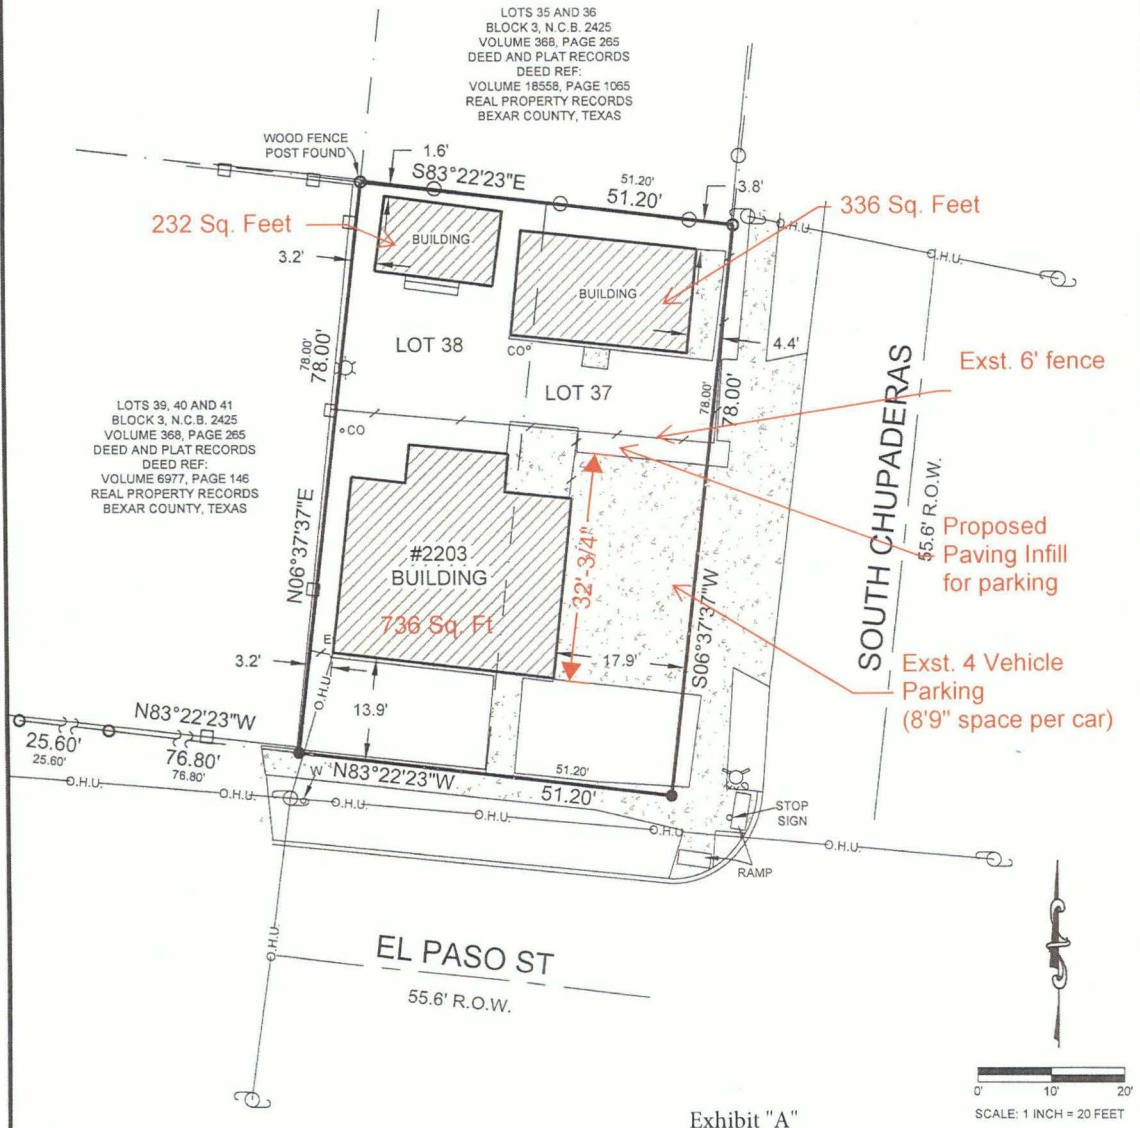 LOTS 35 AND 36
BLOCK 3, N.C.B. 2425
VOLUME 368, PAGE 265
DEED AND PLAT RECORDS
DEED REF:
VOLUME 18558, PAGE 1065
REAL PROPERTY RECORDS
BEXAR COUNTY, TEXAS
WOOD FENCE
POST FOUND
1.6'
S83°22'23"E
51.20'
51.20'
3.8'
336 Sq. Feet
232 Sq. Feet
BUILDING
BUILDING
O.H.U.
O.H.U.
3.2'
LOT 38
CO
4.4'
78.00'
78.00'
LOT 37
78.00'
78.00'
Exst. 6' fence
SOUTH CHUPADERAS
55.6' R.O.W.
LOTS 39, 40 AND 41
BLOCK 3, N.C.B. 2425
VOLUME 368, PAGE 265
DEED AND PLAT RECORDS
DEED REF:
VOLUME 6977, PAGE 146
REAL PROPERTY RECORDS
BEXAR COUNTY, TEXAS
CO
N06°37'37"E
#2203
BUILDING
736 Sq. Ft
32'-3/4"
S06°37'37"W
Proposed
Paving Infill
for parking
Exst. 4 Vehicle
Parking
(8'9" space per car)
E
3.2'
O.H.U.
17.9'
13.9'
N83°22'23"W
25.60'
25.60'
76.80'
76.80'
W
N83°22'23"W
51.20'
51.20'
O.H.U.
O.H.U.
O.H.U.
O.H.U.
O.H.U.
O.H.U.
STOP
SIGN
RAMP
O.H.U.
EL PASO ST
55.6' R.O.W.
0'
10'
20'
SCALE: 1 INCH = 20 FEET
Exhibit "A"